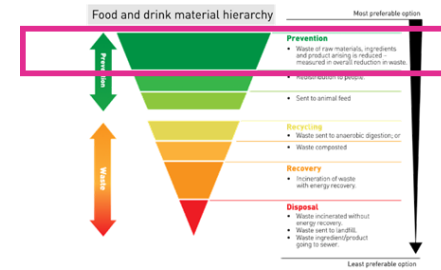 Food and drink material hierarchy
Most preferable option
Prevention
Prevention
• Waste of raw materials, ingredients
and product arising is reduced –
measured in overall reduction in waste.
• Redistribution to people.
• Sent to animal feed
Waste
Recycling
• Waste sent to anaerobic digestion; or
• Waste composted
Recovery
• Incineration of waste
with energy recovery.
Disposal
• Waste incinerated without
energy recovery.
• Waste sent to landfill.
• Waste ingredient/product
going to sewer.
Least preferable option